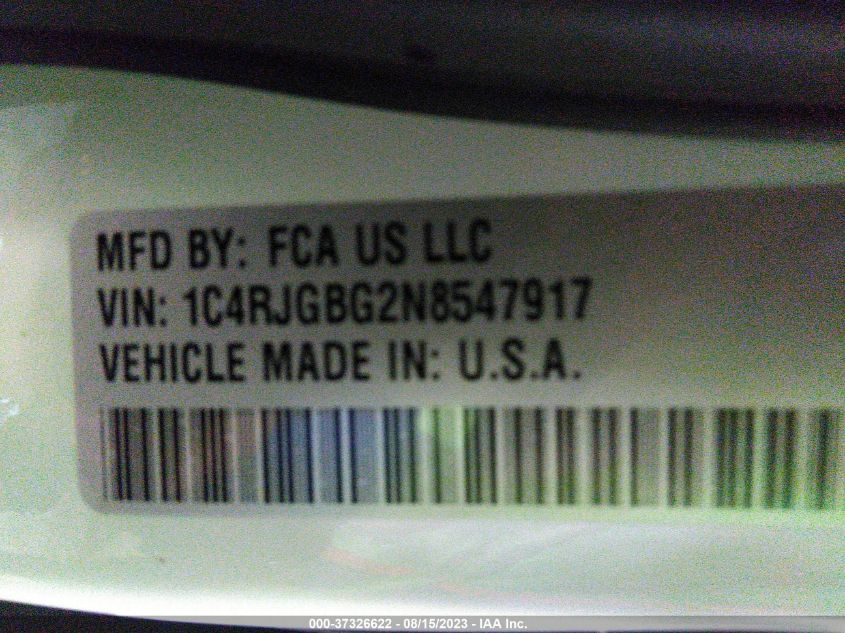 MFD BY: FCA US LLC
VIN: 1C4RJGBG2N8547917
VEHICLE MADE IN: U.S.A.
000-37326622 - 08/15/2023 - IAA Inc.